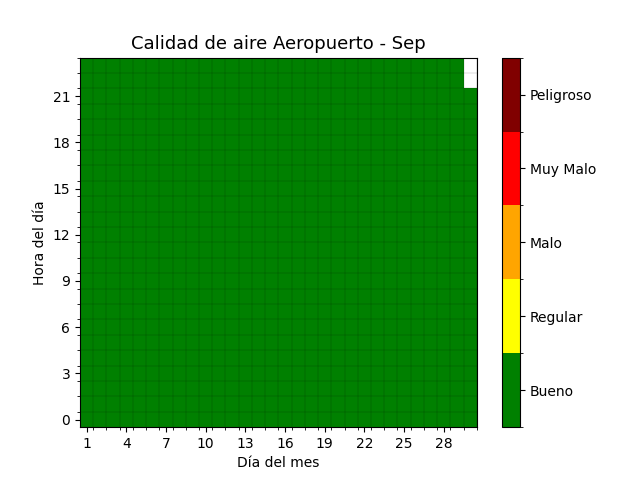 Calidad de aire Aeropuerto - Sep
Hora del día
21
18
15
12
9
6
3
0
1 4 7 10 13 16 19 22 25 28
Día del mes
Peligroso
Muy Malo
Malo
Regular
Bueno